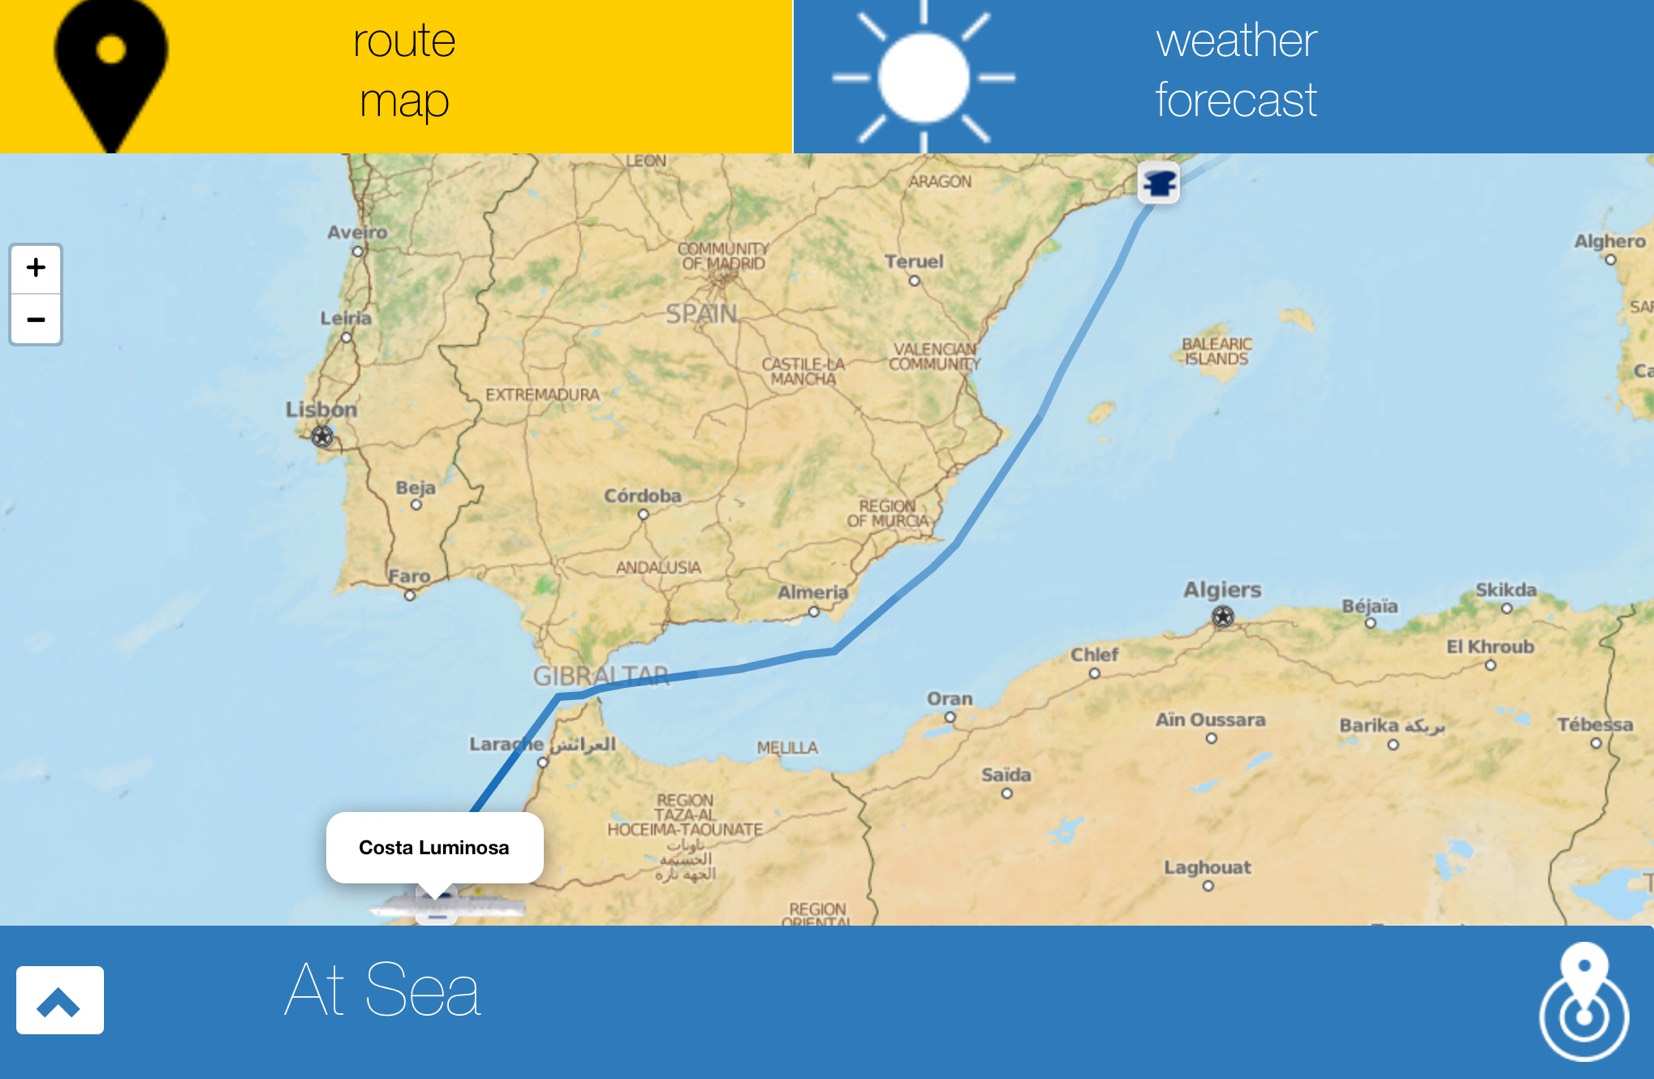 route
map
weather
forecast
LEON
ARAGON
Aveiro
Alghero
COMMUNITY
OF MADRID
Teruel
SPAIN
Leiria
BALEARIC
ISLANDS
VALENCIAN
COMMUNITY
CASTILE-LA
MANCHA
EXTREMADURA
Lisbon
Beja
Córdoba
REGION
OF MURCIA
ANDALUSIA
Faro
Almeria
Algiers
Béjaïa
Skikda
El Khroub
Chlef
GIBRALTAR
Oran
Aïn Oussara
Barika بريكة
Tébessa
Larache العرائش
MELILLA
Saïda
REGION
TAZA-AL
HOCEIMA-TAOUNATE
تاونات
الحسيمة
الجهة تازة
Costa Luminosa
Laghouat
REGION
ORIENTAL
+
−
At Sea